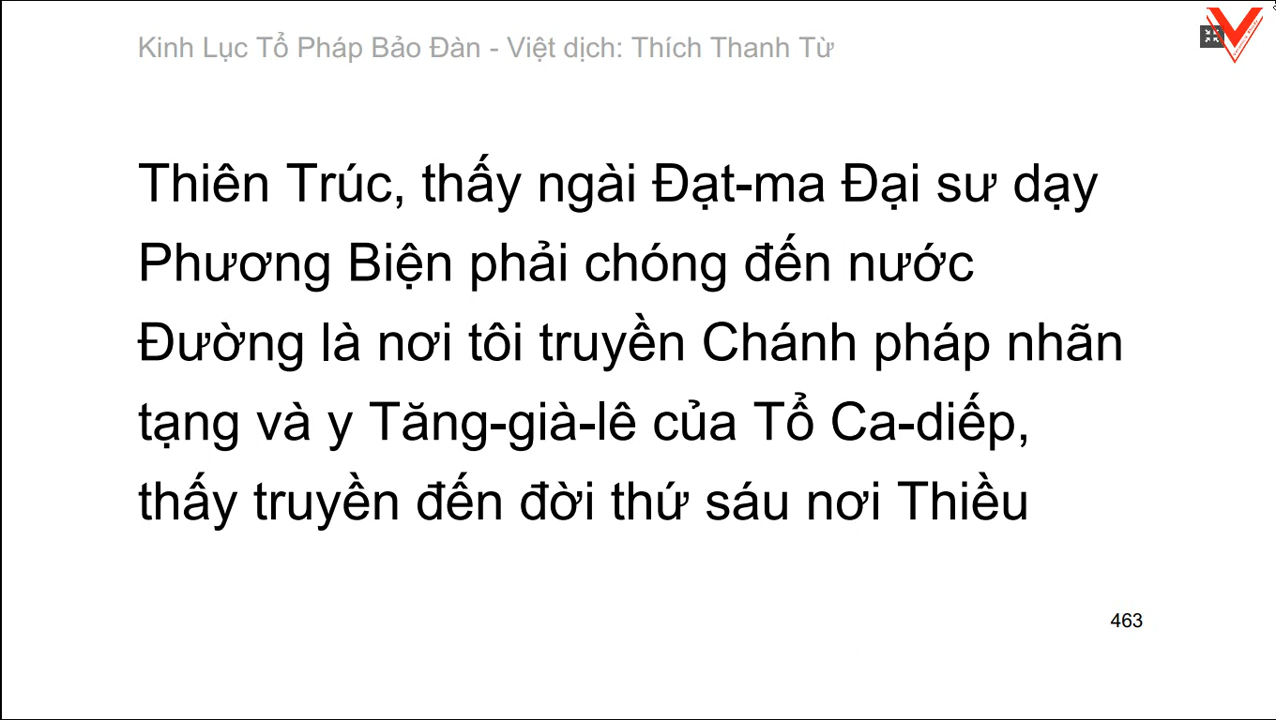 Kinh Lục Tổ Pháp Bảo Đàn - Việt dịch: Thích Thanh Từ
Thiên Trúc, thấy ngài Đạt-ma Đại sư dạy
Phương Biện phải chóng đến nước
Đường là nơi tôi truyền Chánh pháp nhãn
tạng và y Tăng-già-lê của Tổ Ca-diếp,
thấy truyền đến đời thứ sáu nơi Thiều
463